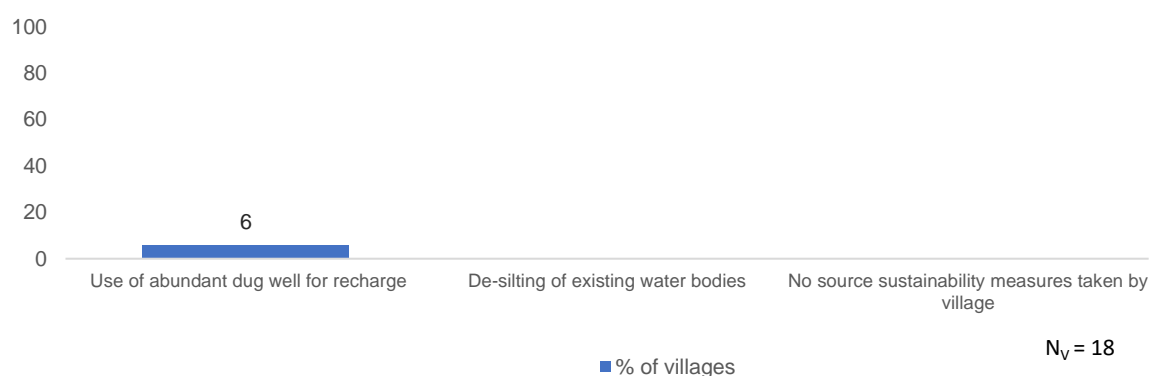 100
80
60
40
20
0
6
Use of abundant dug well for recharge
De-silting of existing water bodies
No source sustainability measures taken by
village
N_V = 18
% of villages